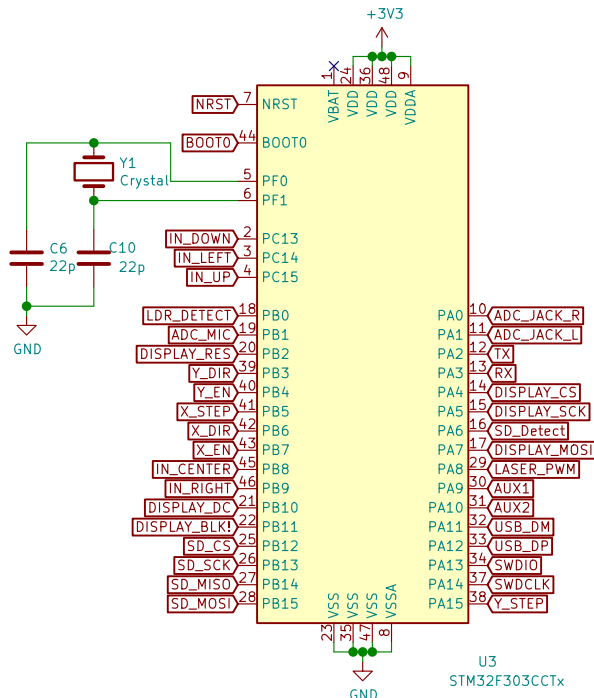 +3V3
1 24 36 48 9
VBAT VDD VDD VDD VDDA
NRST 7 NRST
BOOT0 44 BOOT0
Y1
Crystal
5 PF0
6 PF1
IN_DOWN 2 PC13
IN_LEFT 3 PC14
IN_UP 4 PC15
C6
22p
C10
22p
GND
LDR_DETECT 18 PB0
ADC_MIC 19 PB1
DISPLAY_RES 20 PB2
Y_DIR 39 PB3
Y_EN 40 PB4
X_STEP 41 PB5
X_DIR 42 PB6
X_EN 43 PB7
IN_CENTER 45 PB8
IN_RIGHT 46 PB9
DISPLAY_DC 21 PB10
DISPLAY_BLK! 22 PB11
SD_CS 25 PB12
SD_SCK 26 PB13
SD_MISO 27 PB14
SD_MOSI 28 PB15
PA0 10 ADC_JACK_R
PA1 11 ADC_JACK_L
PA2 12 TX
PA3 13 RX
PA4 14 DISPLAY_CS
PA5 15 DISPLAY_SCK
PA6 16 SD_Detect
PA7 17 DISPLAY_MOSI
PA8 29 LASER_PWM
PA9 30 AUX1
PA10 31 AUX2
PA11 32 USB_DM
PA12 33 USB_DP
PA13 34 SWDIO
PA14 37 SWDCLK
PA15 38 Y_STEP
VSS VSS VSS VSSA
23 35 47 8
GND
U3
STM32F303CCTx